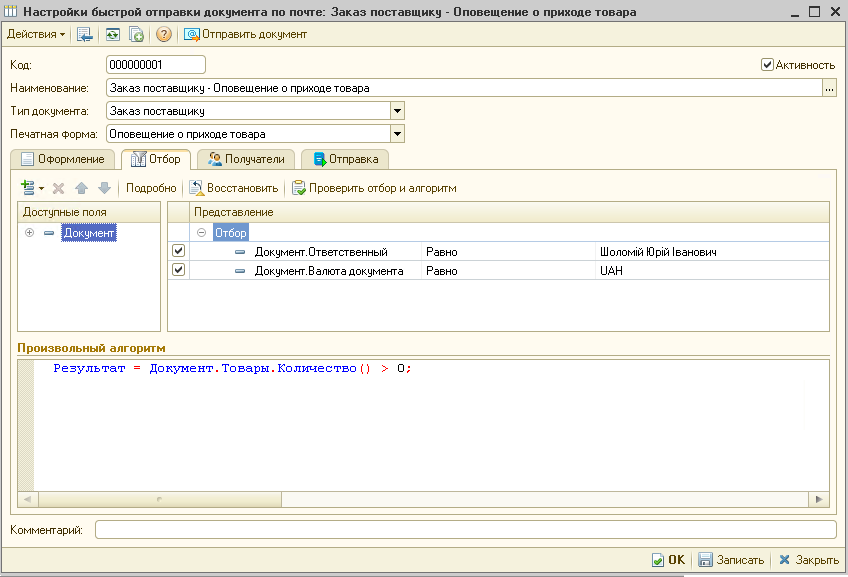 Настройки быстрой отправки документа по почте: Заказ поставщику - Оповещение о приходе товара
Действия Отправить документ
Код: 000000001 Активность
Наименование: Заказ поставщику - Оповещение о приходе товара ...
Тип документа: Заказ поставщику
Печатная форма: Оповещение о приходе товара
Оформление Отбор Получатели Отправка
Подробно Восстановить Проверить отбор и алгоритм
Доступные поля Представление
Документ Отбор
Документ.Ответственный Равно Шоломій Юрій Іванович
Документ.Валюта документа Равно UAH
Произвольный алгоритм
Результат = Документ.Товары.Количество() > 0;
Комментарий:
OK Записать Закрыть